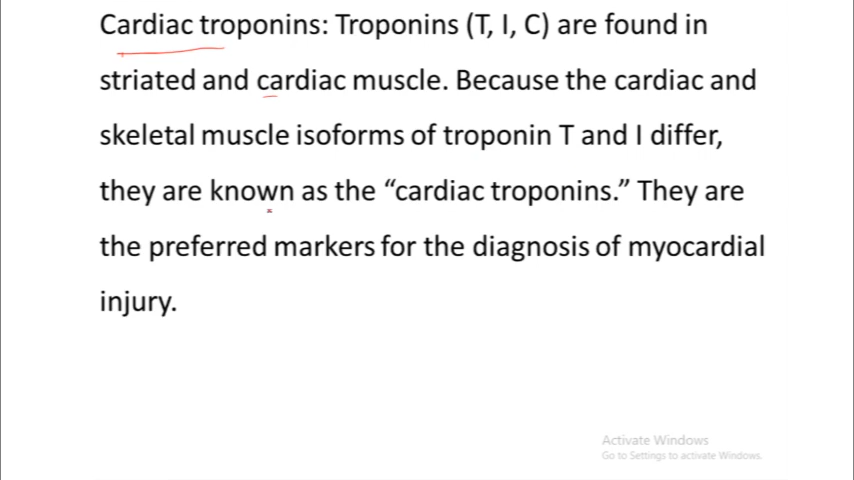 Cardiac troponins: Troponins (T, I, C) are found in
striated and cardiac muscle. Because the cardiac and
skeletal muscle isoforms of troponin T and I differ,
they are known as the “cardiac troponins.” They are
the preferred markers for the diagnosis of myocardial
injury.
Activate Windows
Go to Settings to activate Windows.